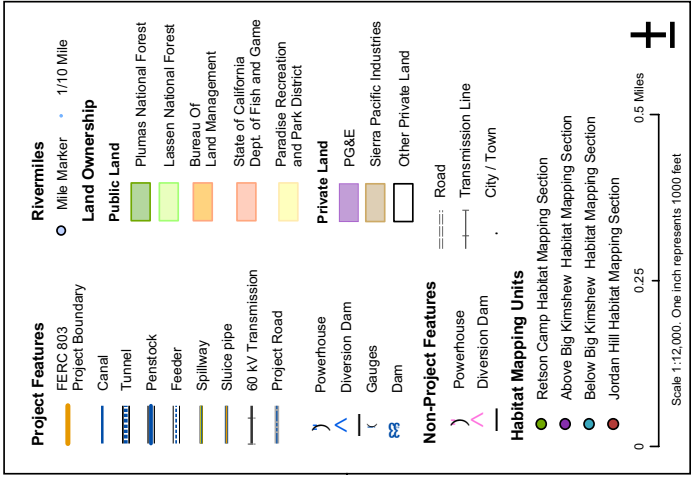 Project Features
FERC 803
Project Boundary
Canal
Tunnel
Penstock
Feeder
Spillway
Sluice pipe
60 kV Transmission
Project Road
Powerhouse
Diversion Dam
Gauges
Dam
Non-Project Features
Powerhouse
Diversion Dam
Habitat Mapping Units
Retson Camp Habitat Mapping Section
Above Big Kimshew Habitat Mapping Section
Below Big Kimshew Habitat Mapping Section
Jordan Hill Habitat Mapping Section
Rivermiles
Mile Marker
1/10 Mile
Land Ownership
Public Land
Plumas National Forest
Lassen National Forest
Bureau Of
Land Management
State of California
Dept. of Fish and Game
Paradise Recreation
and Park District
Private Land
PG&E
Sierra Pacific Industries
Other Private Land
Road
Transmission Line
City / Town
0 0.25 0.5 Miles
Scale 1:12,000. One inch represents 1000 feet